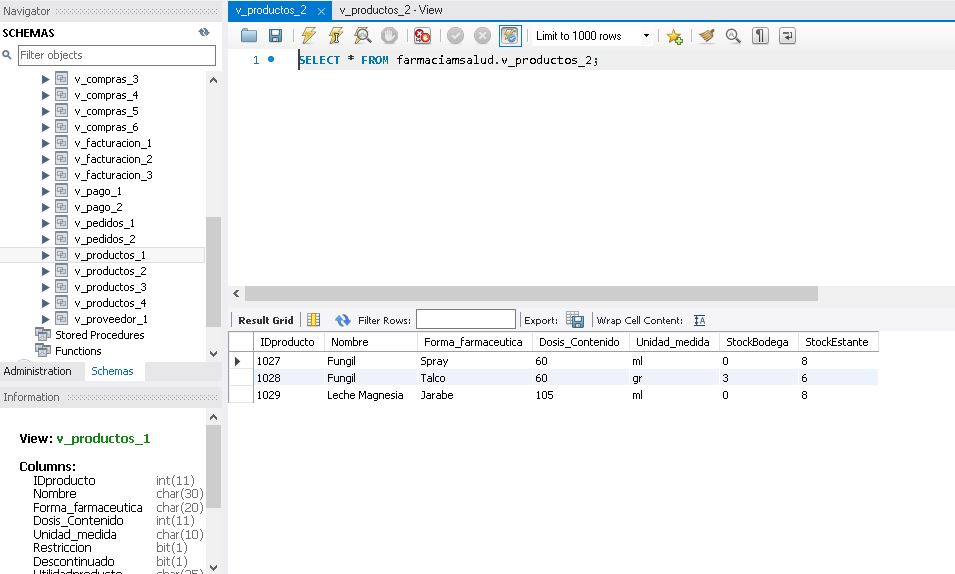 Navigator
SCHEMAS
Filter objects
v_compras_3
v_compras_4
v_compras_5
v_compras_6
v_facturacion_1
v_facturacion_2
v_facturacion_3
v_pago_1
v_pago_2
v_pedidos_1
v_pedidos_2
v_productos_1
v_productos_2
v_productos_3
v_productos_4
v_proveedor_1
Stored Procedures
Functions
Administration Schemas
Information
View: v_productos_1
Columns:
IDproducto int(11)
Nombre char(30)
Forma_farmaceutica char(20)
Dosis_Contenido int(11)
Unidad_medida char(10)
Restriccion bit(1)
Descontinuado bit(1)
Utilidadproducto char(25)
v_productos_2 v_productos_2 - View
Limit to 1000 rows
1 SELECT * FROM farmaciamsalud.v_productos_2;
Result Grid Filter Rows: Export: Wrap Cell Content:
IDproducto Nombre Forma_farmaceutica Dosis_Contenido Unidad_medida StockBodega StockEstante
1027 Fungil Spray 60 ml 0 8
1028 Fungil Talco 60 gr 3 6
1029 Leche Magnesia Jarabe 105 ml 0 8